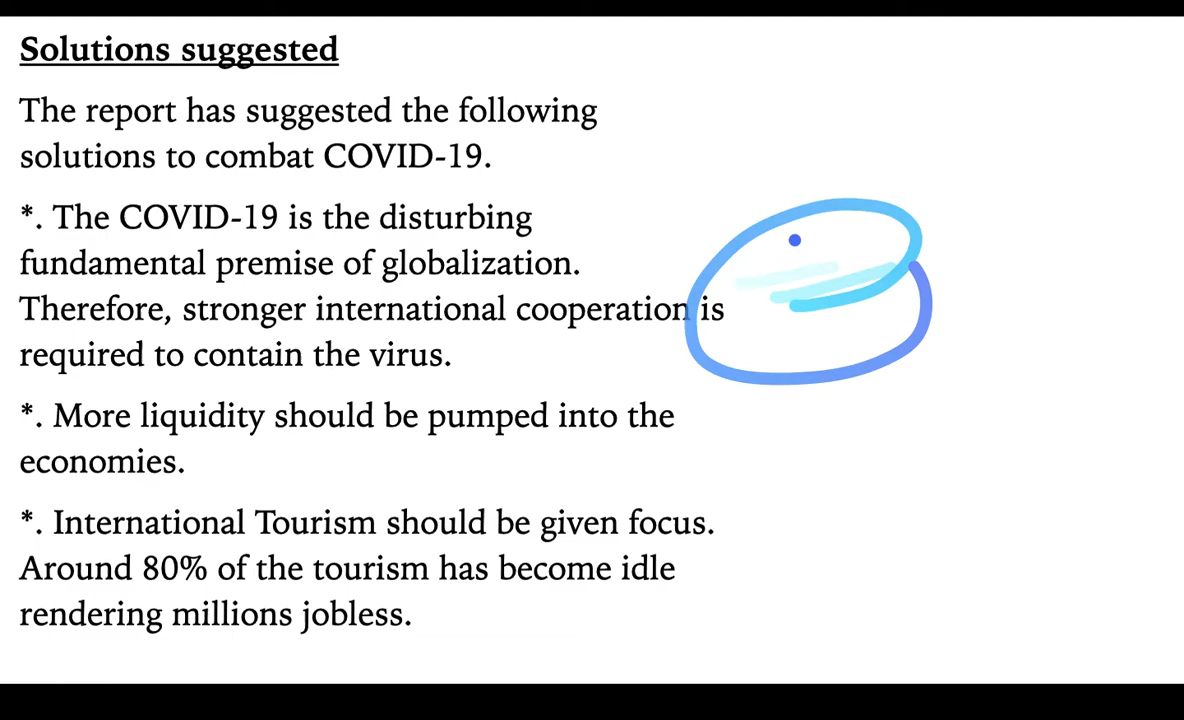 Solutions suggested
The report has suggested the following
solutions to combat COVID-19.
*. The COVID-19 is the disturbing
fundamental premise of globalization.
Therefore, stronger international cooperation is
required to contain the virus.
*. More liquidity should be pumped into the
economies.
*. International Tourism should be given focus.
Around 80% of the tourism has become idle
rendering millions jobless.